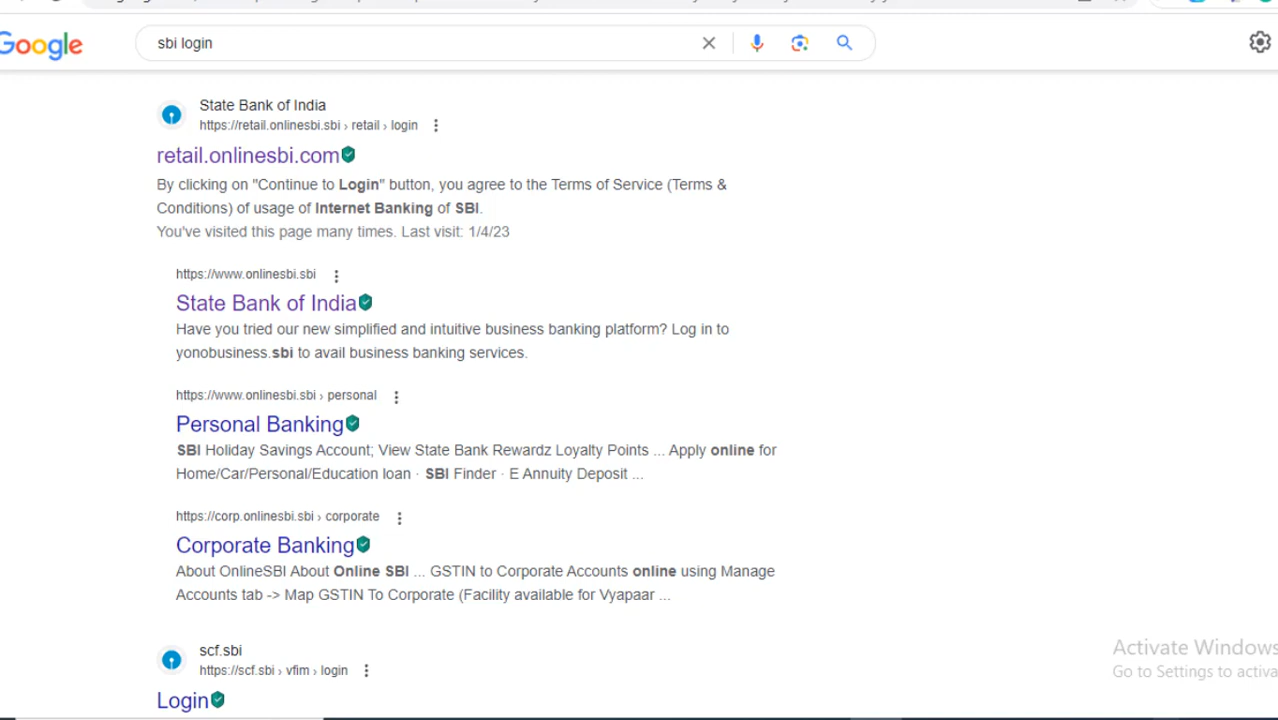 Google
sbi login
State Bank of India
https://retail.onlinesbi.sbi › retail › login
retail.onlinesbi.com
By clicking on "Continue to Login" button, you agree to the Terms of Service (Terms &
Conditions) of usage of Internet Banking of SBI.
You've visited this page many times. Last visit: 1/4/23
https://www.onlinesbi.sbi
State Bank of India
Have you tried our new simplified and intuitive business banking platform? Log in to
yonobusiness.sbi to avail business banking services.
https://www.onlinesbi.sbi › personal
Personal Banking
SBI Holiday Savings Account; View State Bank Rewardz Loyalty Points ... Apply online for
Home/Car/Personal/Education loan · SBI Finder · E Annuity Deposit ...
https://corp.onlinesbi.sbi › corporate
Corporate Banking
About OnlineSBI About Online SBI ... GSTIN to Corporate Accounts online using Manage
Accounts tab -> Map GSTIN To Corporate (Facility available for Vyapaar ...
scf.sbi
https://scf.sbi › vfim › login
Login
Activate Windows
Go to Settings to activa